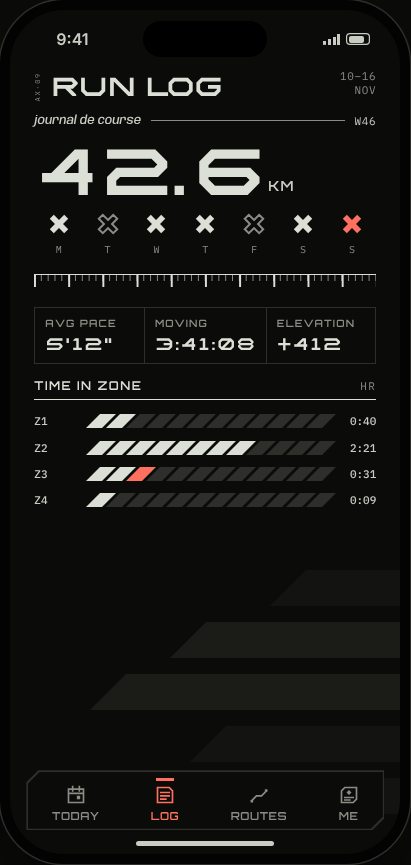 9:41
AX·09
RUN LOG
10–16
NOV
journal de course
W46
42.6 KM
M T W T F S S
AVG PACE MOVING ELEVATION
5'12" 3:41:08 +412
TIME IN ZONE HR
Z1 0:40
Z2 2:21
Z3 0:31
Z4 0:09
TODAY LOG ROUTES ME